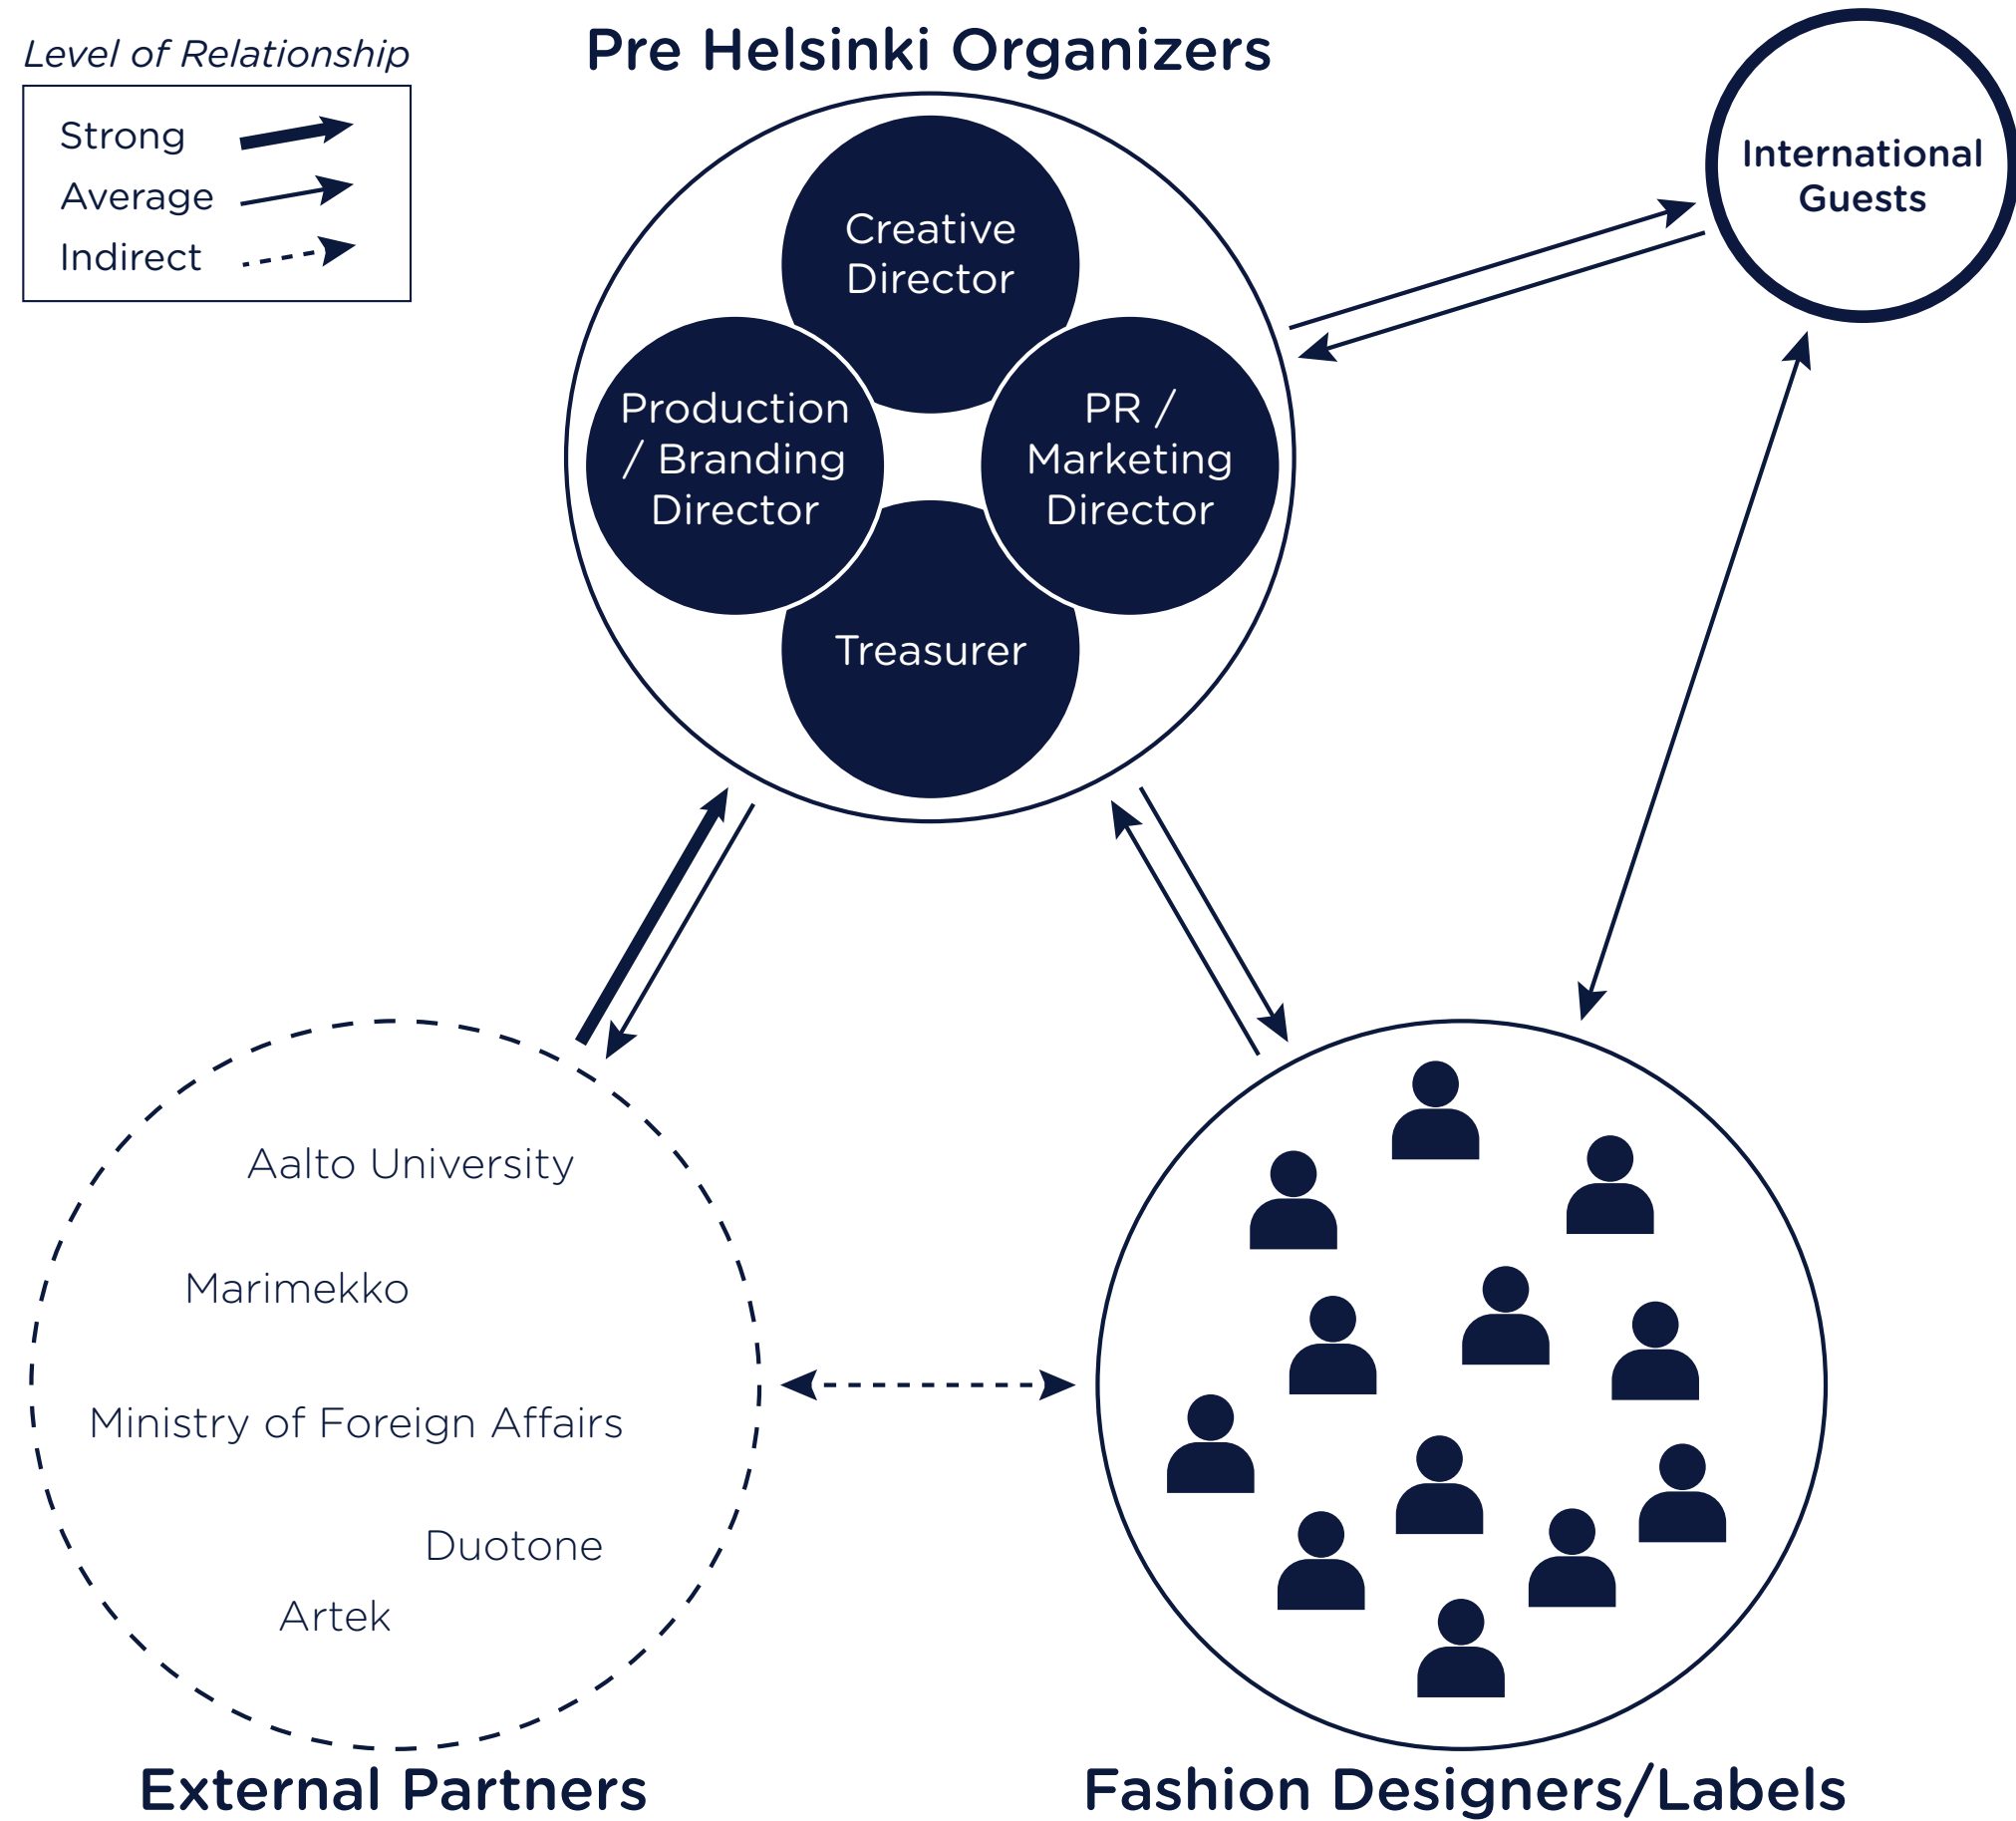 Level of Relationship
Strong
Average
Indirect
Pre Helsinki Organizers
Creative
Director
Production
/ Branding
Director
PR /
Marketing
Director
Treasurer
International
Guests
Aalto University
Marimekko
Ministry of Foreign Affairs
Duotone
Artek
External Partners
Fashion Designers/Labels